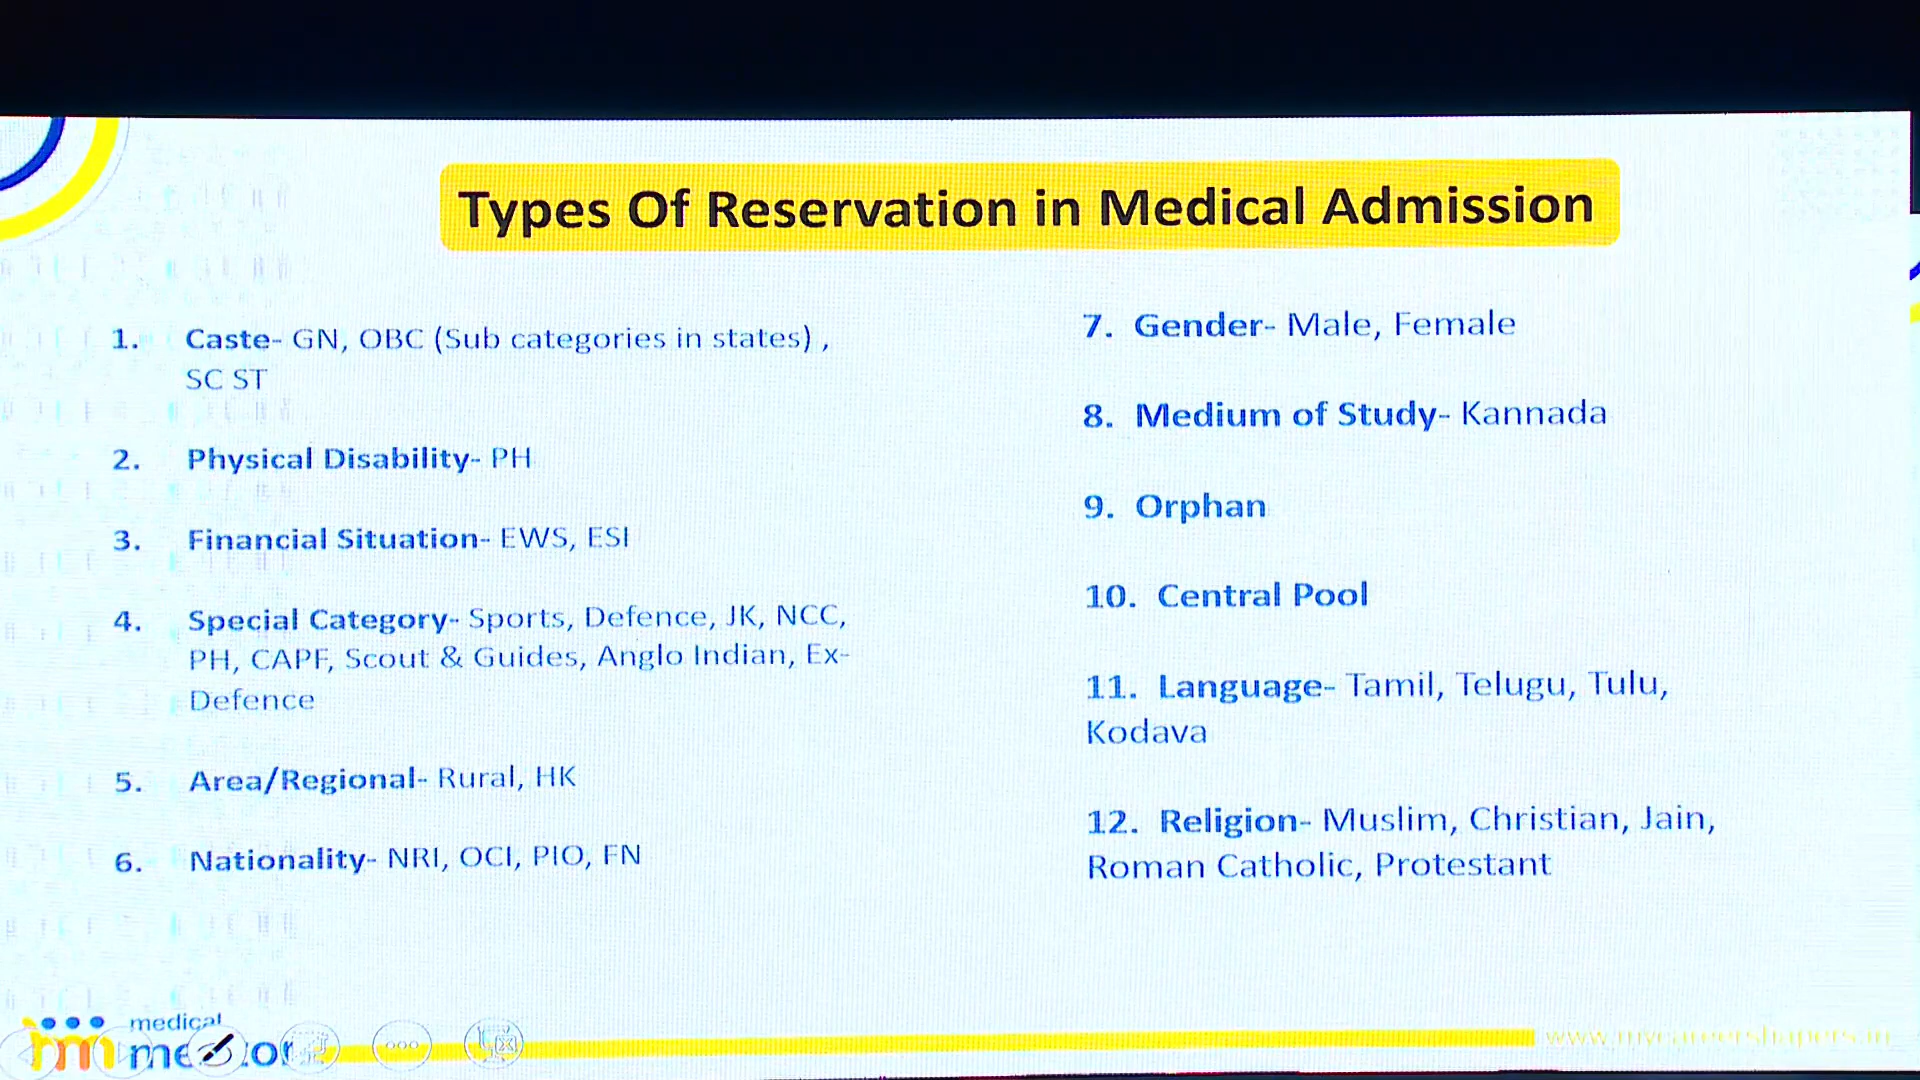 Types Of Reservation in Medical Admission
1. Caste- GN, OBC (Sub categories in states) ,
SC ST
2. Physical Disability- PH
3. Financial Situation- EWS, ESI
4. Special Category- Sports, Defence, JK, NCC,
PH, CAPF, Scout & Guides, Anglo Indian, Ex-
Defence
5. Area/Regional- Rural, HK
6. Nationality- NRI, OCI, PIO, FN
7. Gender- Male, Female
8. Medium of Study- Kannada
9. Orphan
10. Central Pool
11. Language- Tamil, Telugu, Tulu,
Kodava
12. Religion- Muslim, Christian, Jain,
Roman Catholic, Protestant
medical
www.mycareershapers.in